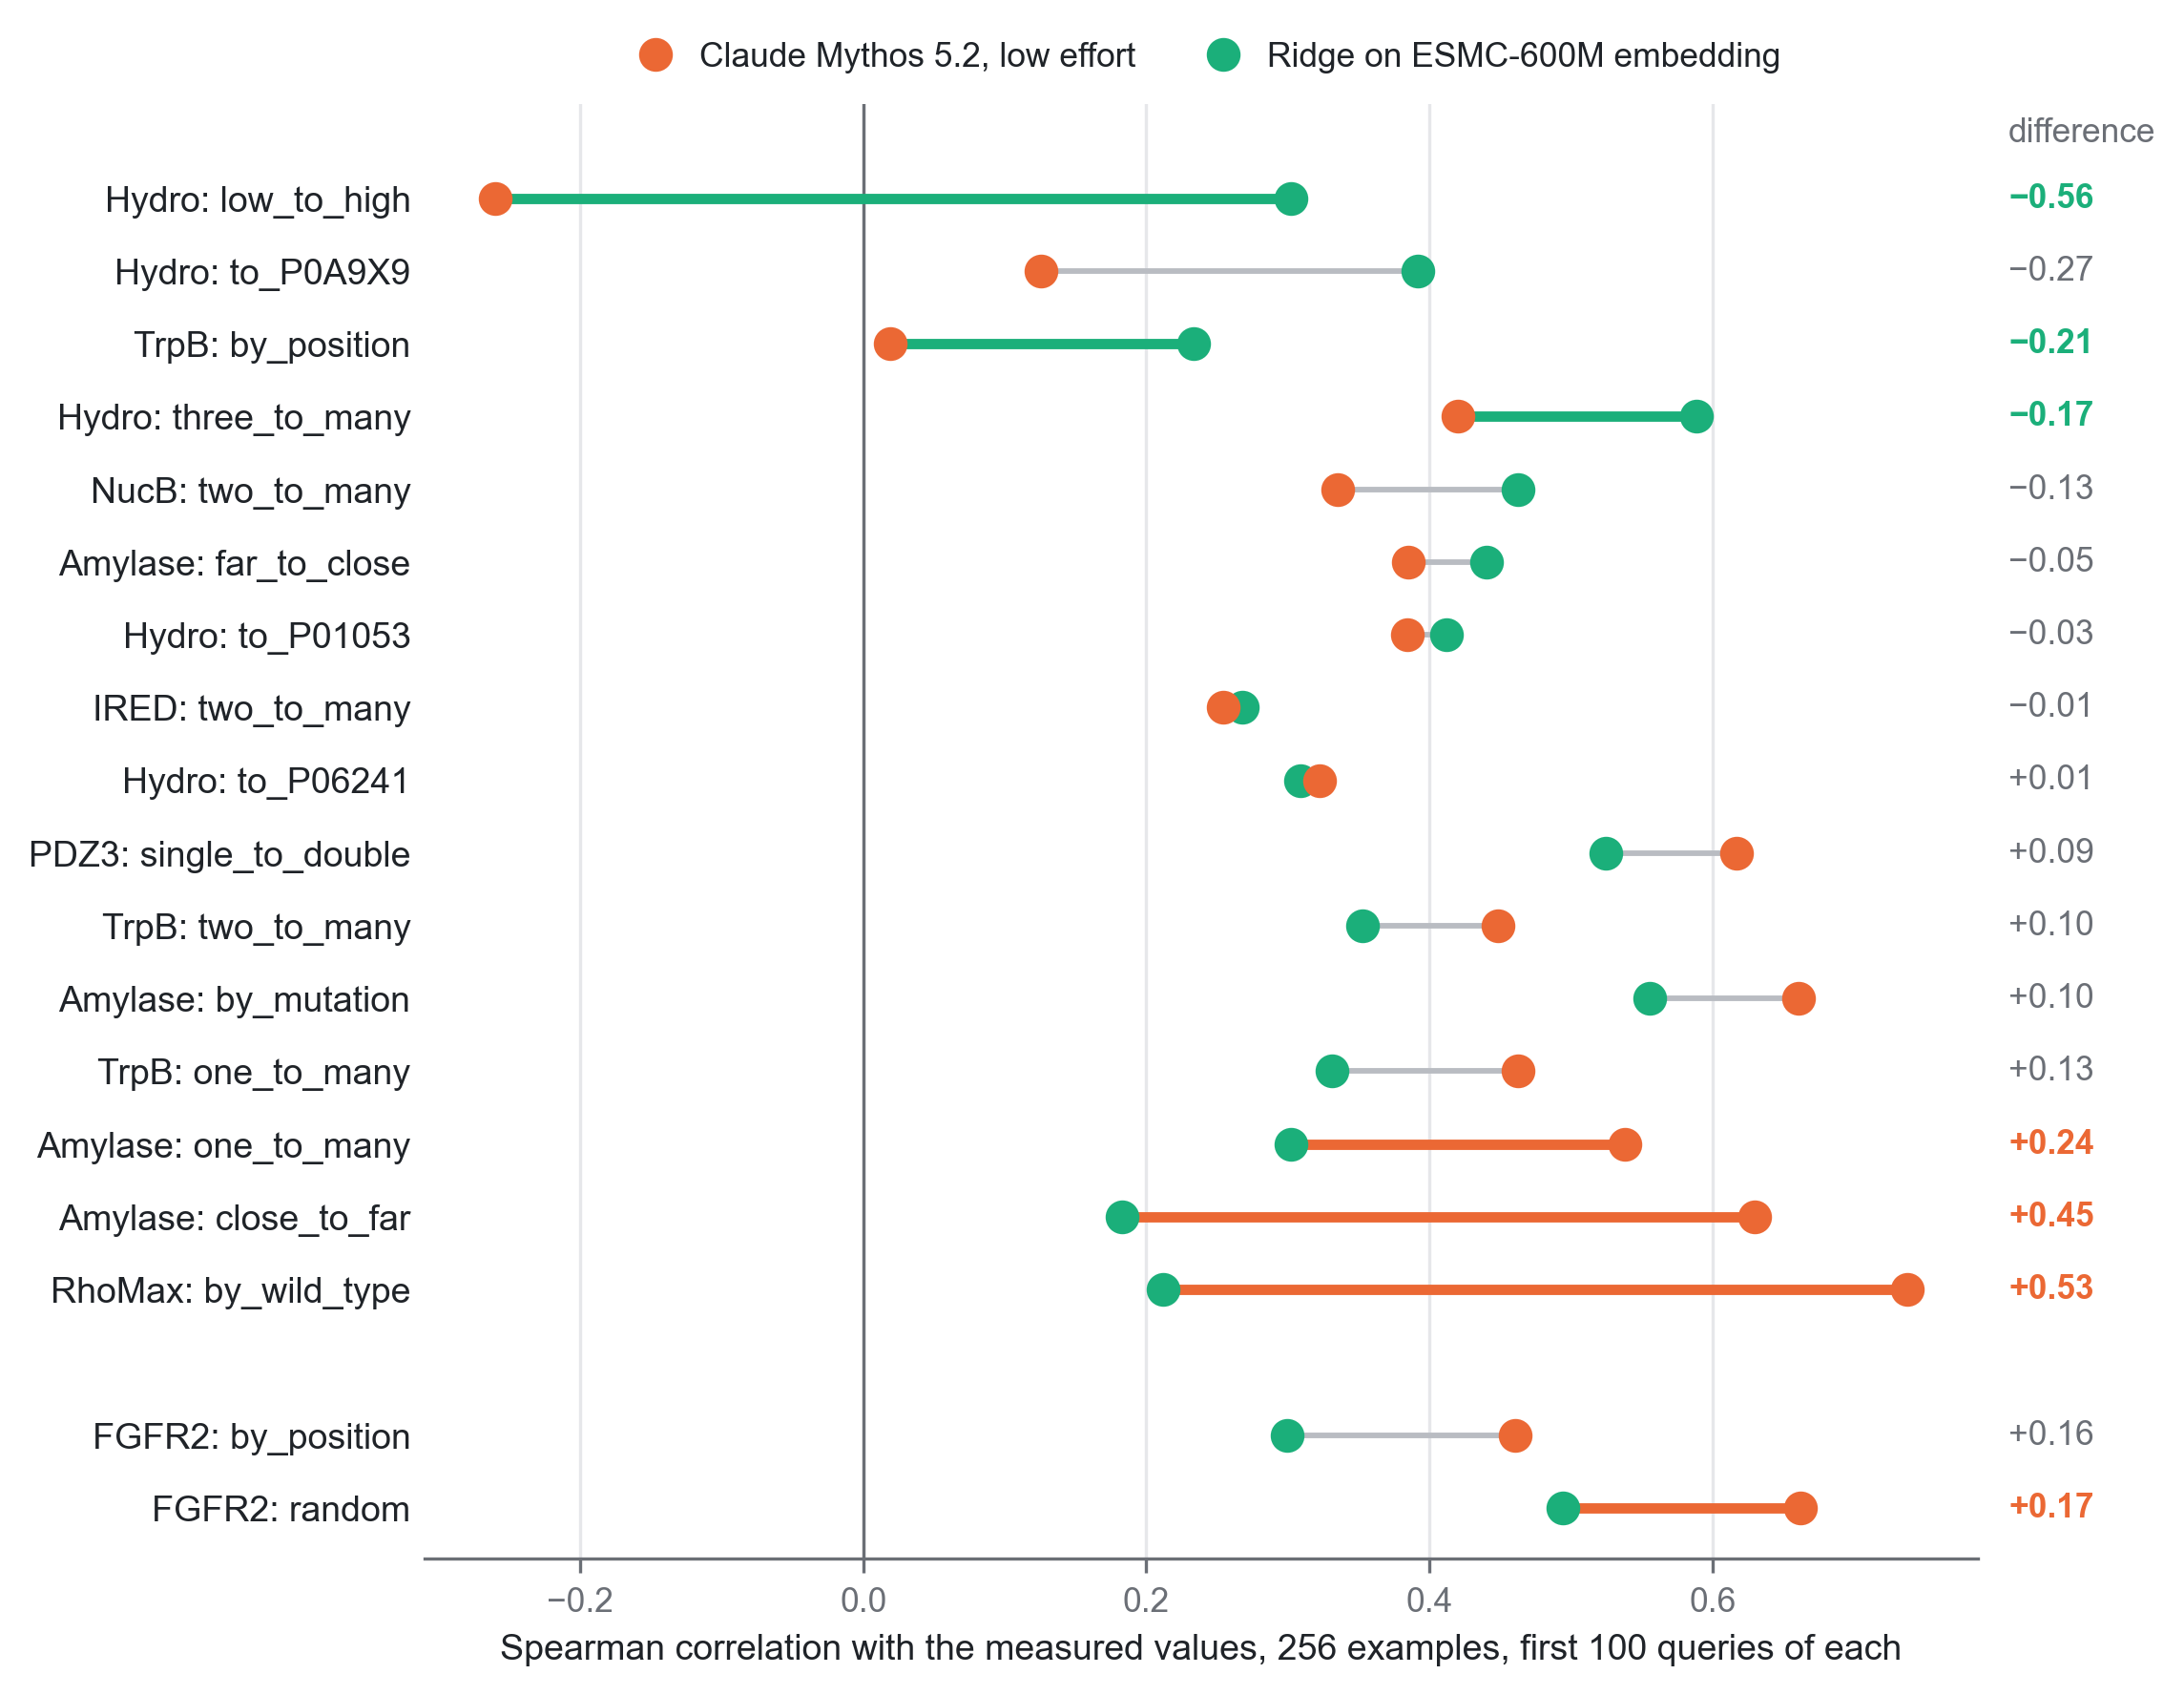 Claude Mythos 5.2, low effort
Ridge on ESMC-600M embedding
difference
Hydro: low_to_high −0.56
Hydro: to_P0A9X9 −0.27
TrpB: by_position −0.21
Hydro: three_to_many −0.17
NucB: two_to_many −0.13
Amylase: far_to_close −0.05
Hydro: to_P01053 −0.03
IRED: two_to_many −0.01
Hydro: to_P06241 +0.01
PDZ3: single_to_double +0.09
TrpB: two_to_many +0.10
Amylase: by_mutation +0.10
TrpB: one_to_many +0.13
Amylase: one_to_many +0.24
Amylase: close_to_far +0.45
RhoMax: by_wild_type +0.53
FGFR2: by_position +0.16
FGFR2: random +0.17
−0.2 0.0 0.2 0.4 0.6
Spearman correlation with the measured values, 256 examples, first 100 queries of each